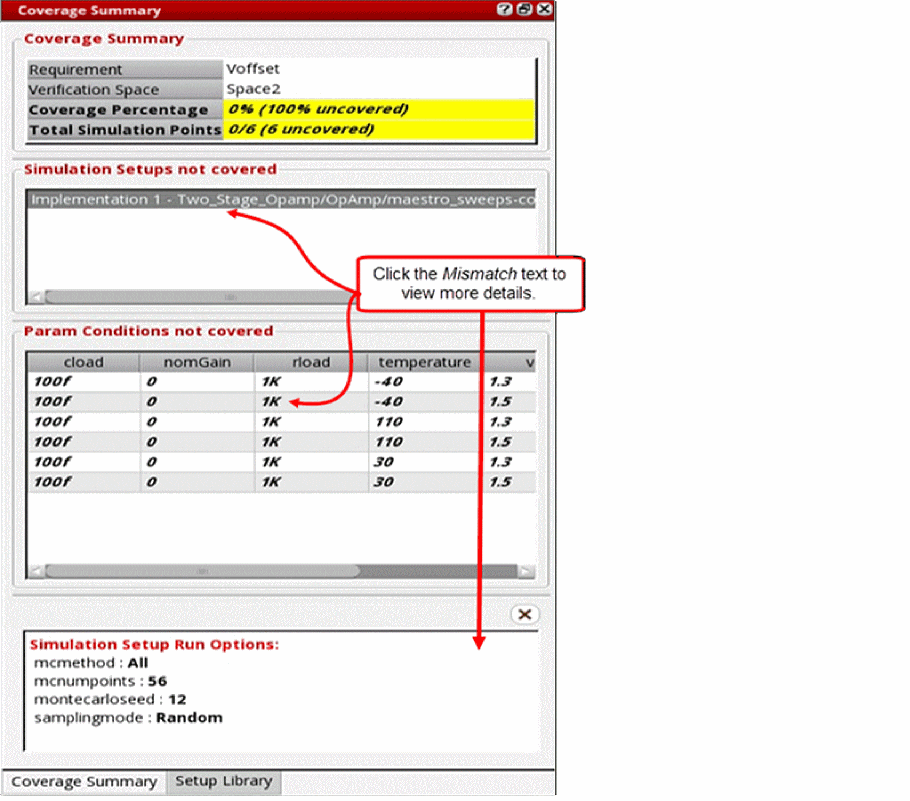 Coverage Summary
Coverage Summary
Requirement Voffset
Verification Space Space2
Coverage Percentage 0% (100% uncovered)
Total Simulation Points 0/6 (6 uncovered)
Simulation Setups not covered
Implementation 1 - Two_Stage_Opamp/OpAmp/maestro_sweeps-co
Click the Mismatch text to
view more details.
Param Conditions not covered
cload nomGain rload temperature v
100f 0 1K -40 1.3
100f 0 1K -40 1.5
100f 0 1K 110 1.3
100f 0 1K 110 1.5
100f 0 1K 30 1.3
100f 0 1K 30 1.5
Simulation Setup Run Options:
mcmethod : All
mcnumpoints : 56
montecarloseed : 12
samplingmode : Random
Coverage Summary Setup Library